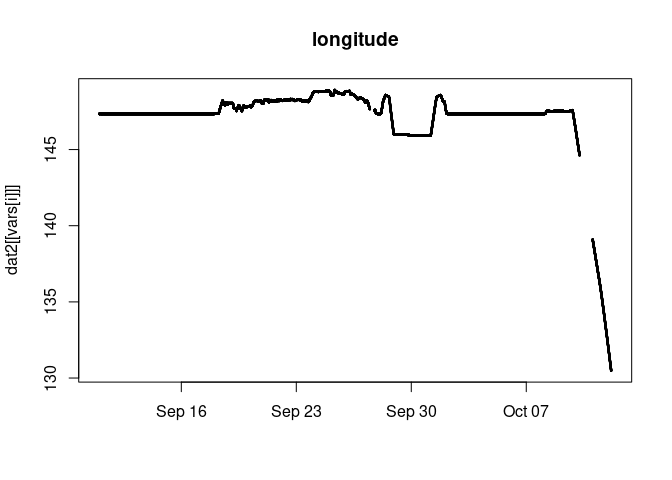 longitude
dat2[[vars[i]]]
145
140
135
130
Sep 16
Sep 23
Sep 30
Oct 07